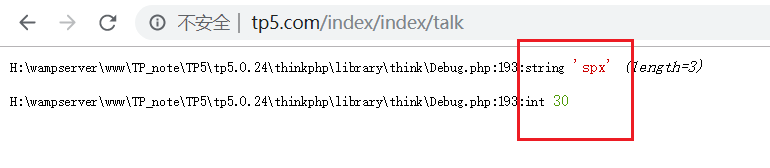 不安全 | tp5.com/index/index/talk
H:\wampserver\www\TP_note\TP5\tp5.0.24\thinkphp\library\think\Debug.php:193:string 'spx' (length=3)
H:\wampserver\www\TP_note\TP5\tp5.0.24\thinkphp\library\think\Debug.php:193:int 30